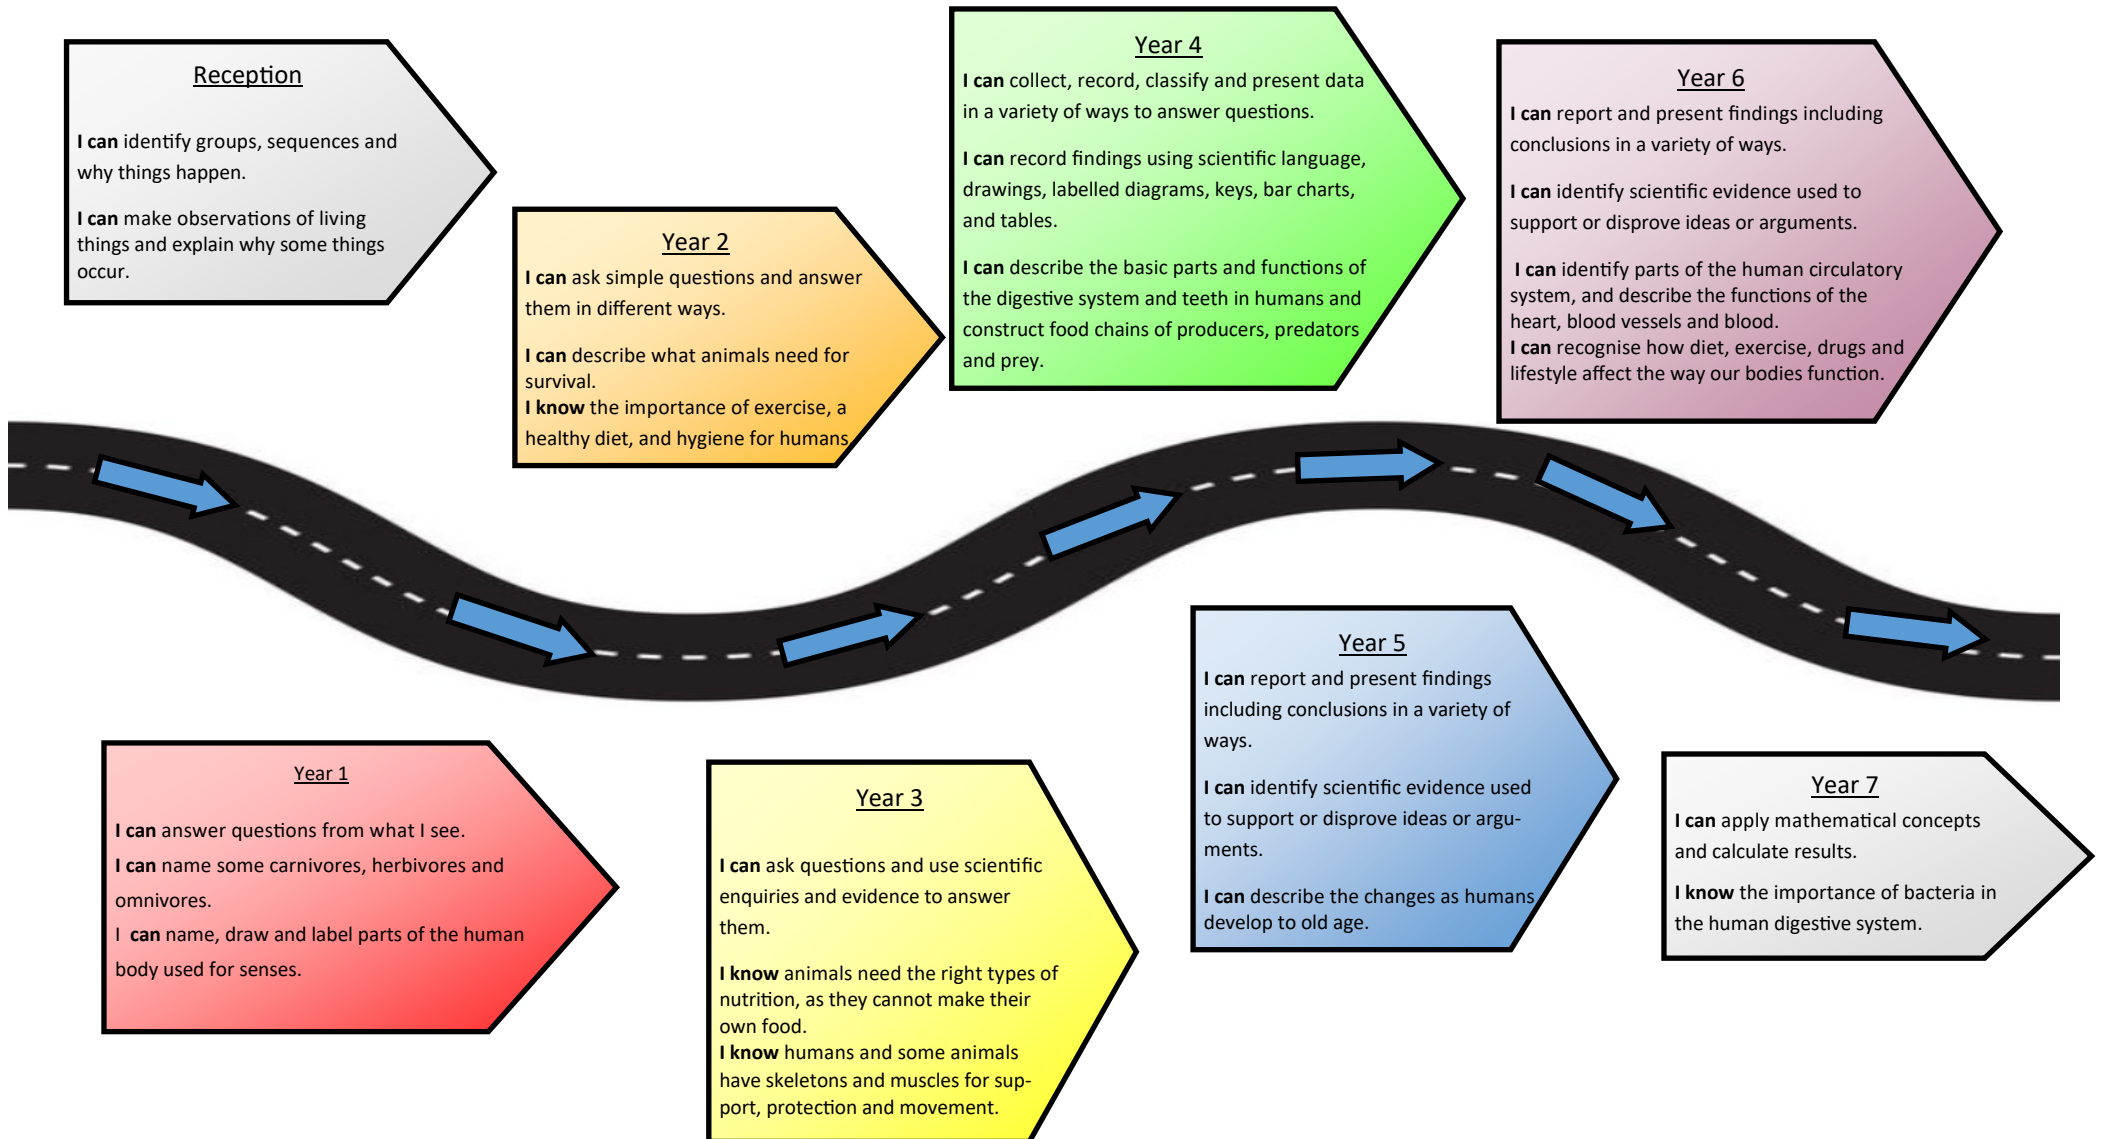 Reception
I can identify groups, sequences and
why things happen.
I can make observations of living
things and explain why some things
occur.
Year 1
I can answer questions from what I see.
I can name some carnivores, herbivores and
omnivores.
I can name, draw and label parts of the human
body used for senses.
Year 2
I can ask simple questions and answer
them in different ways.
I can describe what animals need for
survival.
I know the importance of exercise, a
healthy diet, and hygiene for humans.
Year 3
I can ask questions and use scientific
enquiries and evidence to answer
them.
I know animals need the right types of
nutrition, as they cannot make their
own food.
I know humans and some animals
have skeletons and muscles for sup-
port, protection and movement.
Year 4
I can collect, record, classify and present data
in a variety of ways to answer questions.
I can record findings using scientific language,
drawings, labelled diagrams, keys, bar charts,
and tables.
I can describe the basic parts and functions of
the digestive system and teeth in humans and
construct food chains of producers, predators
and prey.
Year 5
I can report and present findings
including conclusions in a variety of
ways.
I can identify scientific evidence used
to support or disprove ideas or argu-
ments.
I can describe the changes as humans
develop to old age.
Year 6
I can report and present findings including
conclusions in a variety of ways.
I can identify scientific evidence used to
support or disprove ideas or arguments.
I can identify parts of the human circulatory
system, and describe the functions of the
heart, blood vessels and blood.
I can recognise how diet, exercise, drugs and
lifestyle affect the way our bodies function.
Year 7
I can apply mathematical concepts
and calculate results.
I know the importance of bacteria in
the human digestive system.